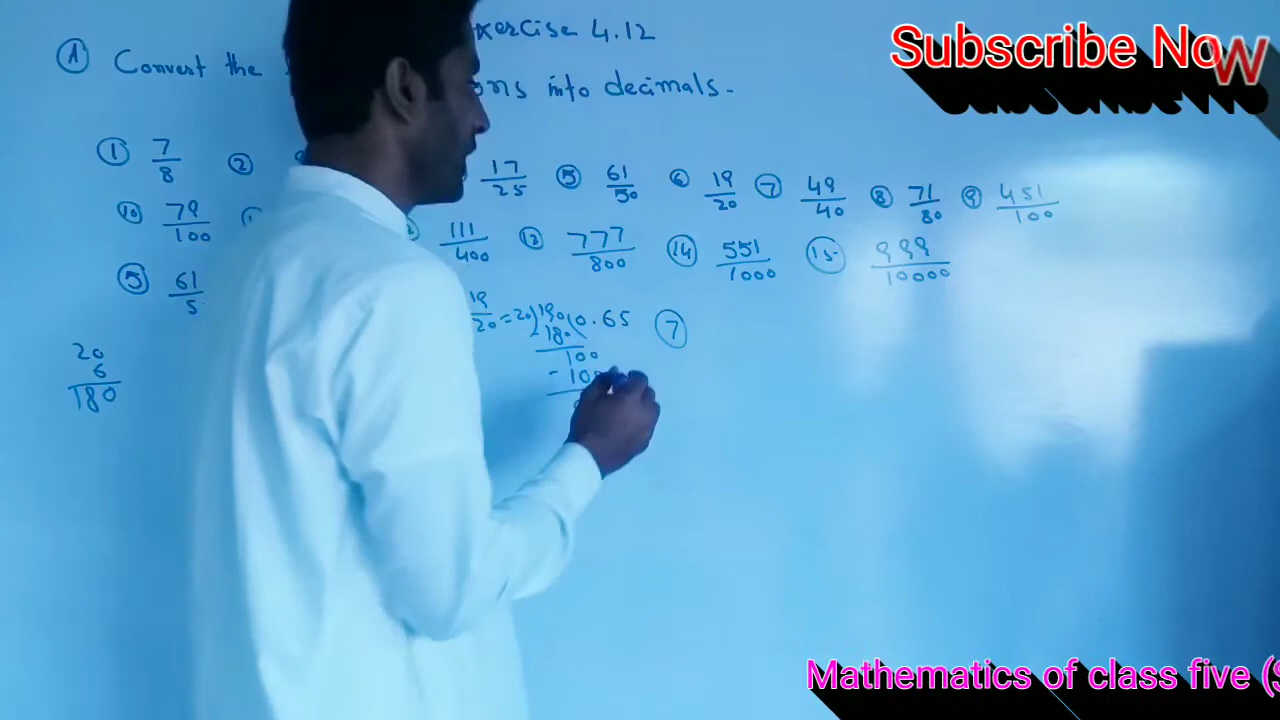 Exercise 4.12
Subscribe Now
(A) Convert the ons into decimals.
(1) 7/8 (2) 17/25 (5) 61/50 (6) 19/20 (7) 49/40 (8) 71/80 (9) 451/100
(10) 79/100 111/400 (13) 777/800 (14) 551/1000 (15) 999/10000
(5) 61/5
19/20 = 20)190(0.65 (7)
- 180
100
- 10
20
6
180
Mathematics of class five (S